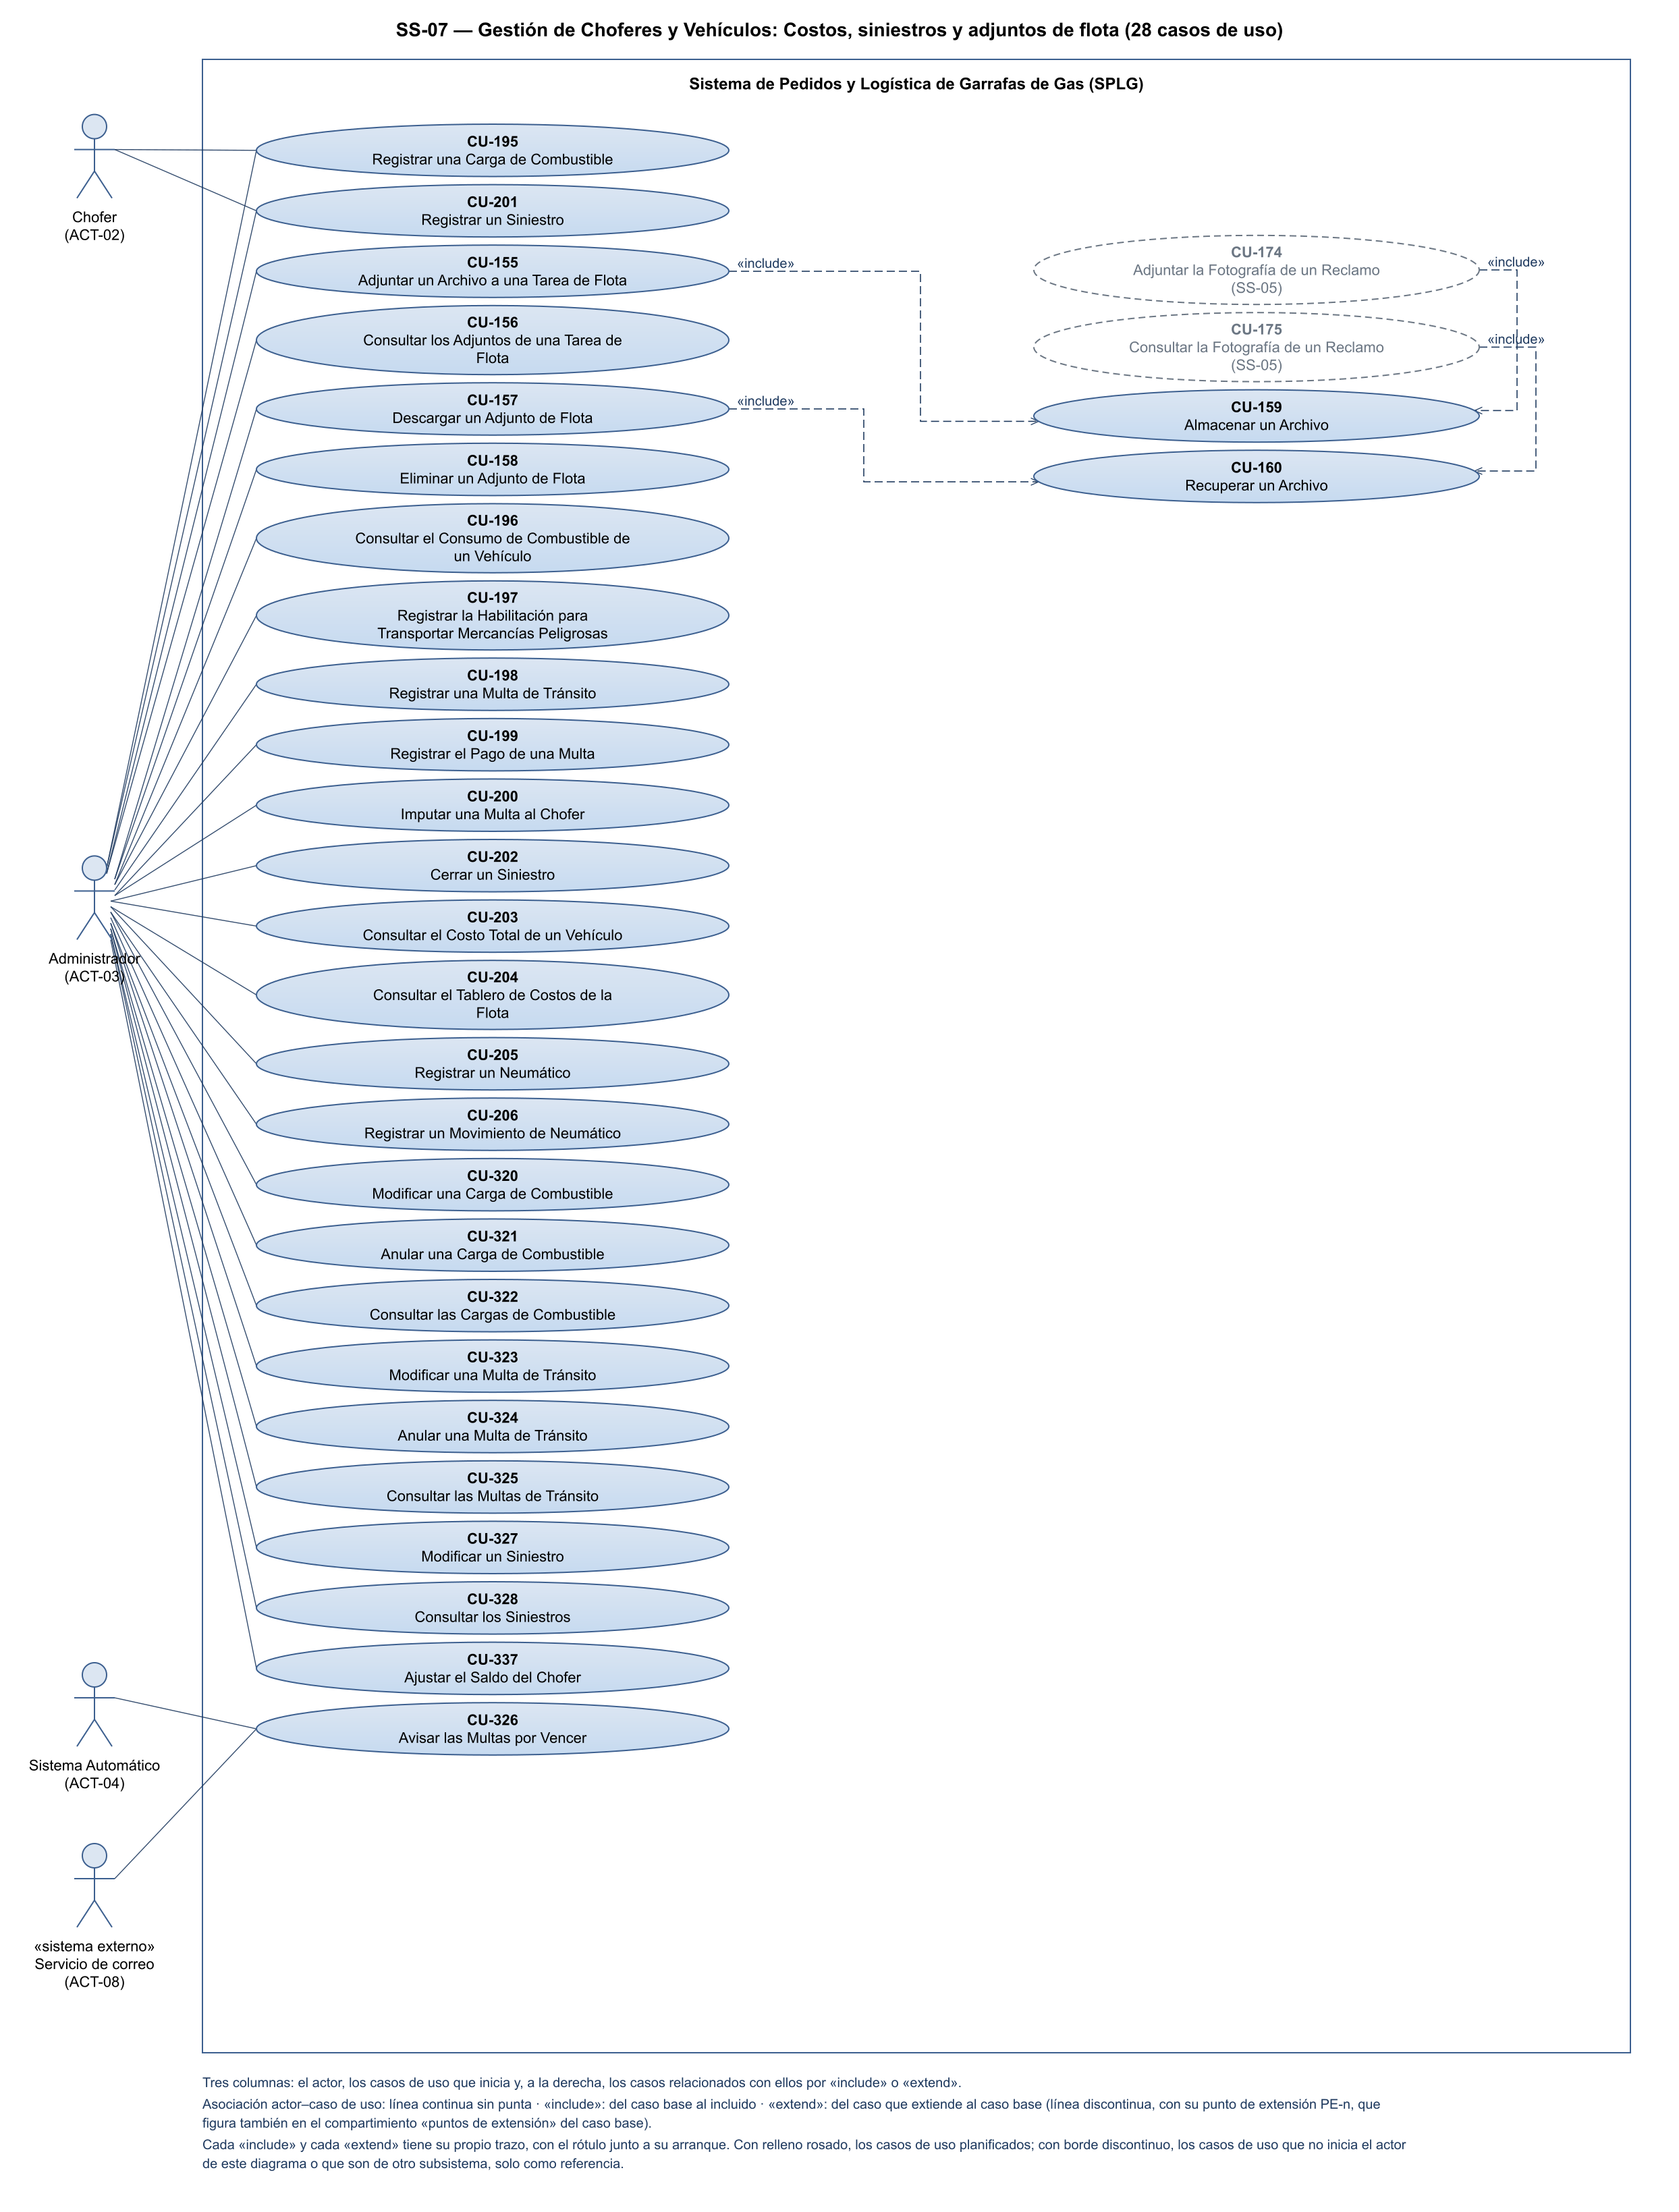 SS-07 — Gestión de Choferes y Vehículos: Costos, siniestros y adjuntos de flota (28 casos de uso)
Sistema de Pedidos y Logística de Garrafas de Gas (SPLG)
Chofer
(ACT-02)
CU-195
Registrar una Carga de Combustible
CU-201
Registrar un Siniestro
CU-155
Adjuntar un Archivo a una Tarea de Flota
«include»
CU-174
Adjuntar la Fotografía de un Reclamo
(SS-05)
«include»
CU-156
Consultar los Adjuntos de una Tarea de
Flota
CU-175
Consultar la Fotografía de un Reclamo
(SS-05)
«include»
CU-157
Descargar un Adjunto de Flota
«include»
CU-159
Almacenar un Archivo
CU-158
Eliminar un Adjunto de Flota
CU-160
Recuperar un Archivo
CU-196
Consultar el Consumo de Combustible de
un Vehículo
CU-197
Registrar la Habilitación para
Transportar Mercancías Peligrosas
CU-198
Registrar una Multa de Tránsito
CU-199
Registrar el Pago de una Multa
CU-200
Imputar una Multa al Chofer
CU-202
Cerrar un Siniestro
Administrador
(ACT-03)
CU-203
Consultar el Costo Total de un Vehículo
CU-204
Consultar el Tablero de Costos de la
Flota
CU-205
Registrar un Neumático
CU-206
Registrar un Movimiento de Neumático
CU-320
Modificar una Carga de Combustible
CU-321
Anular una Carga de Combustible
CU-322
Consultar las Cargas de Combustible
CU-323
Modificar una Multa de Tránsito
CU-324
Anular una Multa de Tránsito
CU-325
Consultar las Multas de Tránsito
CU-327
Modificar un Siniestro
CU-328
Consultar los Siniestros
CU-337
Ajustar el Saldo del Chofer
CU-326
Avisar las Multas por Vencer
Sistema Automático
(ACT-04)
«sistema externo»
Servicio de correo
(ACT-08)
Tres columnas: el actor, los casos de uso que inicia y, a la derecha, los casos relacionados con ellos por «include» o «extend».
Asociación actor–caso de uso: línea continua sin punta · «include»: del caso base al incluido · «extend»: del caso que extiende al caso base (línea discontinua, con su punto de extensión PE-n, que
figura también en el compartimiento «puntos de extensión» del caso base).
Cada «include» y cada «extend» tiene su propio trazo, con el rótulo junto a su arranque. Con relleno rosado, los casos de uso planificados; con borde discontinuo, los casos de uso que no inicia el actor
de este diagrama o que son de otro subsistema, solo como referencia.